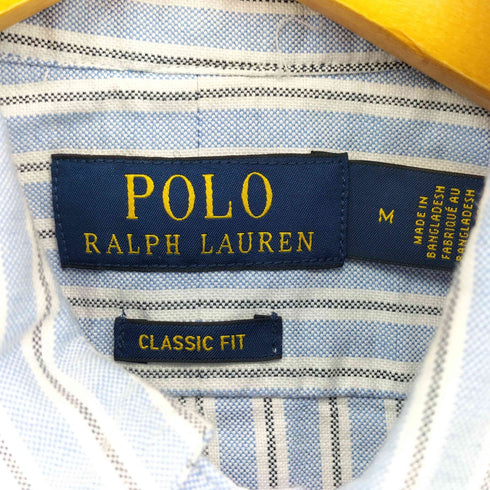 POLO
RALPH LAUREN
M
MADE IN
BANGLADESH
FABRIQUÉ AU
BANGLADESH
CLASSIC FIT